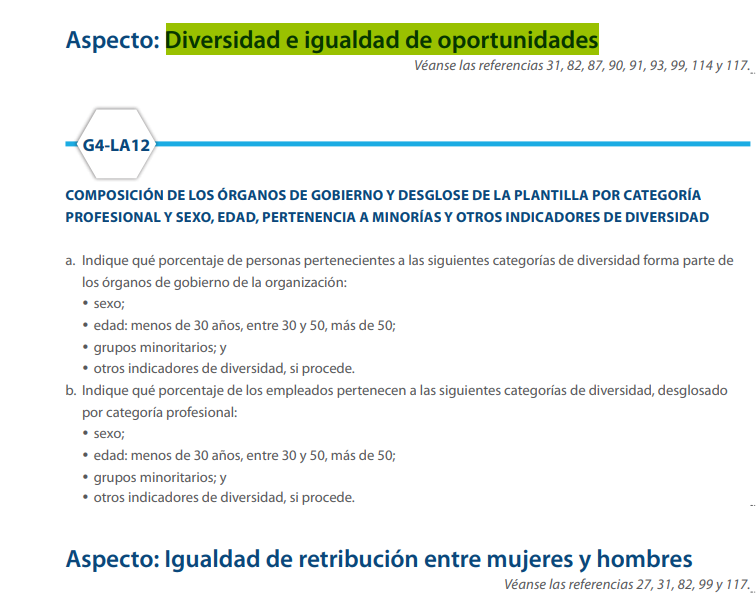 Aspecto: Diversidad e igualdad de oportunidades
Véanse las referencias 31, 82, 87, 90, 91, 93, 99, 114 y 117.
G4-LA12
COMPOSICIÓN DE LOS ÓRGANOS DE GOBIERNO Y DESGLOSE DE LA PLANTILLA POR CATEGORÍA
PROFESIONAL Y SEXO, EDAD, PERTENENCIA A MINORÍAS Y OTROS INDICADORES DE DIVERSIDAD
a. Indique qué porcentaje de personas pertenecientes a las siguientes categorías de diversidad forma parte de
los órganos de gobierno de la organización:
• sexo;
• edad: menos de 30 años, entre 30 y 50, más de 50;
• grupos minoritarios; y
• otros indicadores de diversidad, si procede.
b. Indique qué porcentaje de los empleados pertenecen a las siguientes categorías de diversidad, desglosado
por categoría profesional:
• sexo;
• edad: menos de 30 años, entre 30 y 50, más de 50;
• grupos minoritarios; y
• otros indicadores de diversidad, si procede.
Aspecto: Igualdad de retribución entre mujeres y hombres
Véanse las referencias 27, 31, 82, 99 y 117.